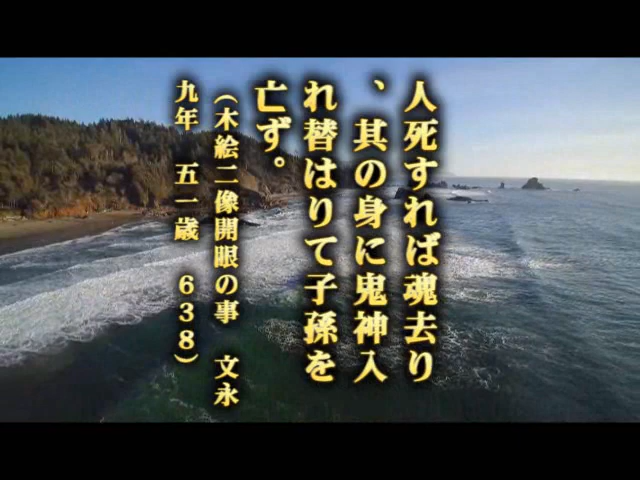 人死すれば魂去り
、其の身に鬼神入
れ替はりて子孫を
亡ず。
(木絵二像開眼の事　文永
九年　五一歳　638)